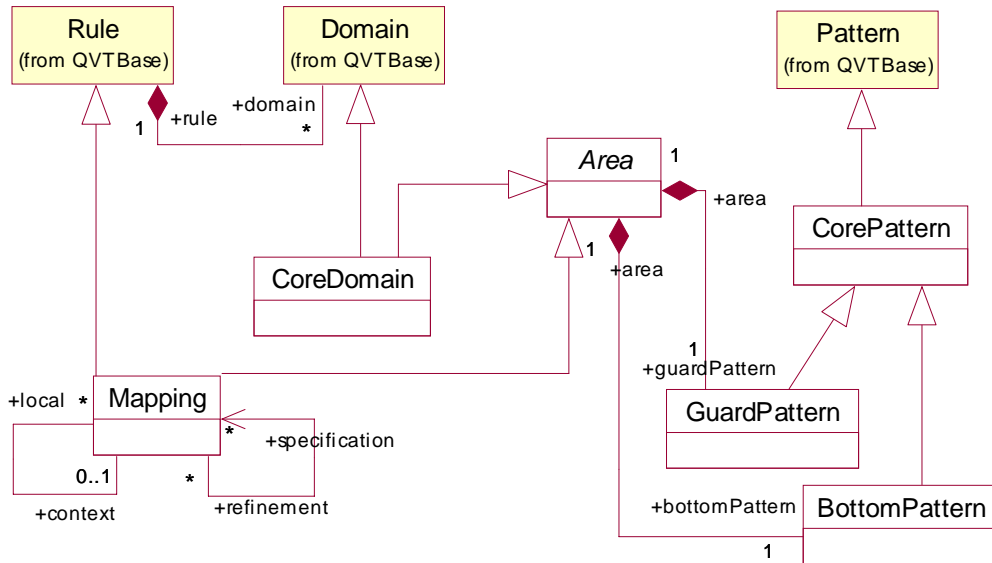 Rule
(from QVTBase)
Domain
(from QVTBase)
Pattern
(from QVTBase)
+domain
1
+rule
*
Area
1
+area
CorePattern
1
+area
CoreDomain
1
+guardPattern
+local
*
Mapping
GuardPattern
*
+specification
0..1
*
+context
+refinement
+bottomPattern
BottomPattern
1